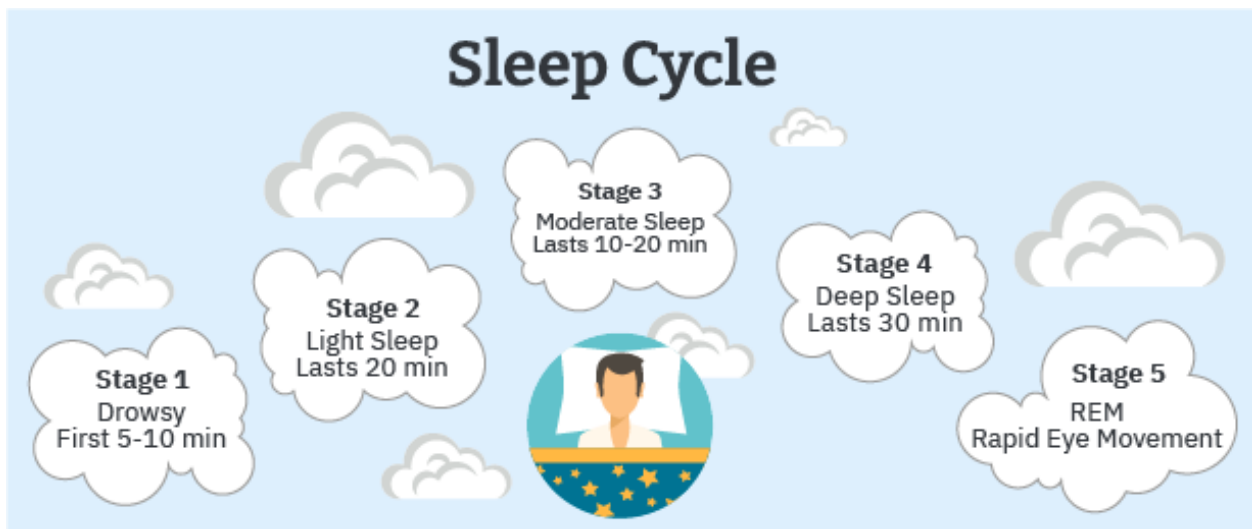 Sleep Cycle
Stage 1
Drowsy
First 5-10 min
Stage 2
Light Sleep
Lasts 20 min
Stage 3
Moderate Sleep
Lasts 10-20 min
Stage 4
Deep Sleep
Lasts 30 min
Stage 5
REM
Rapid Eye Movement